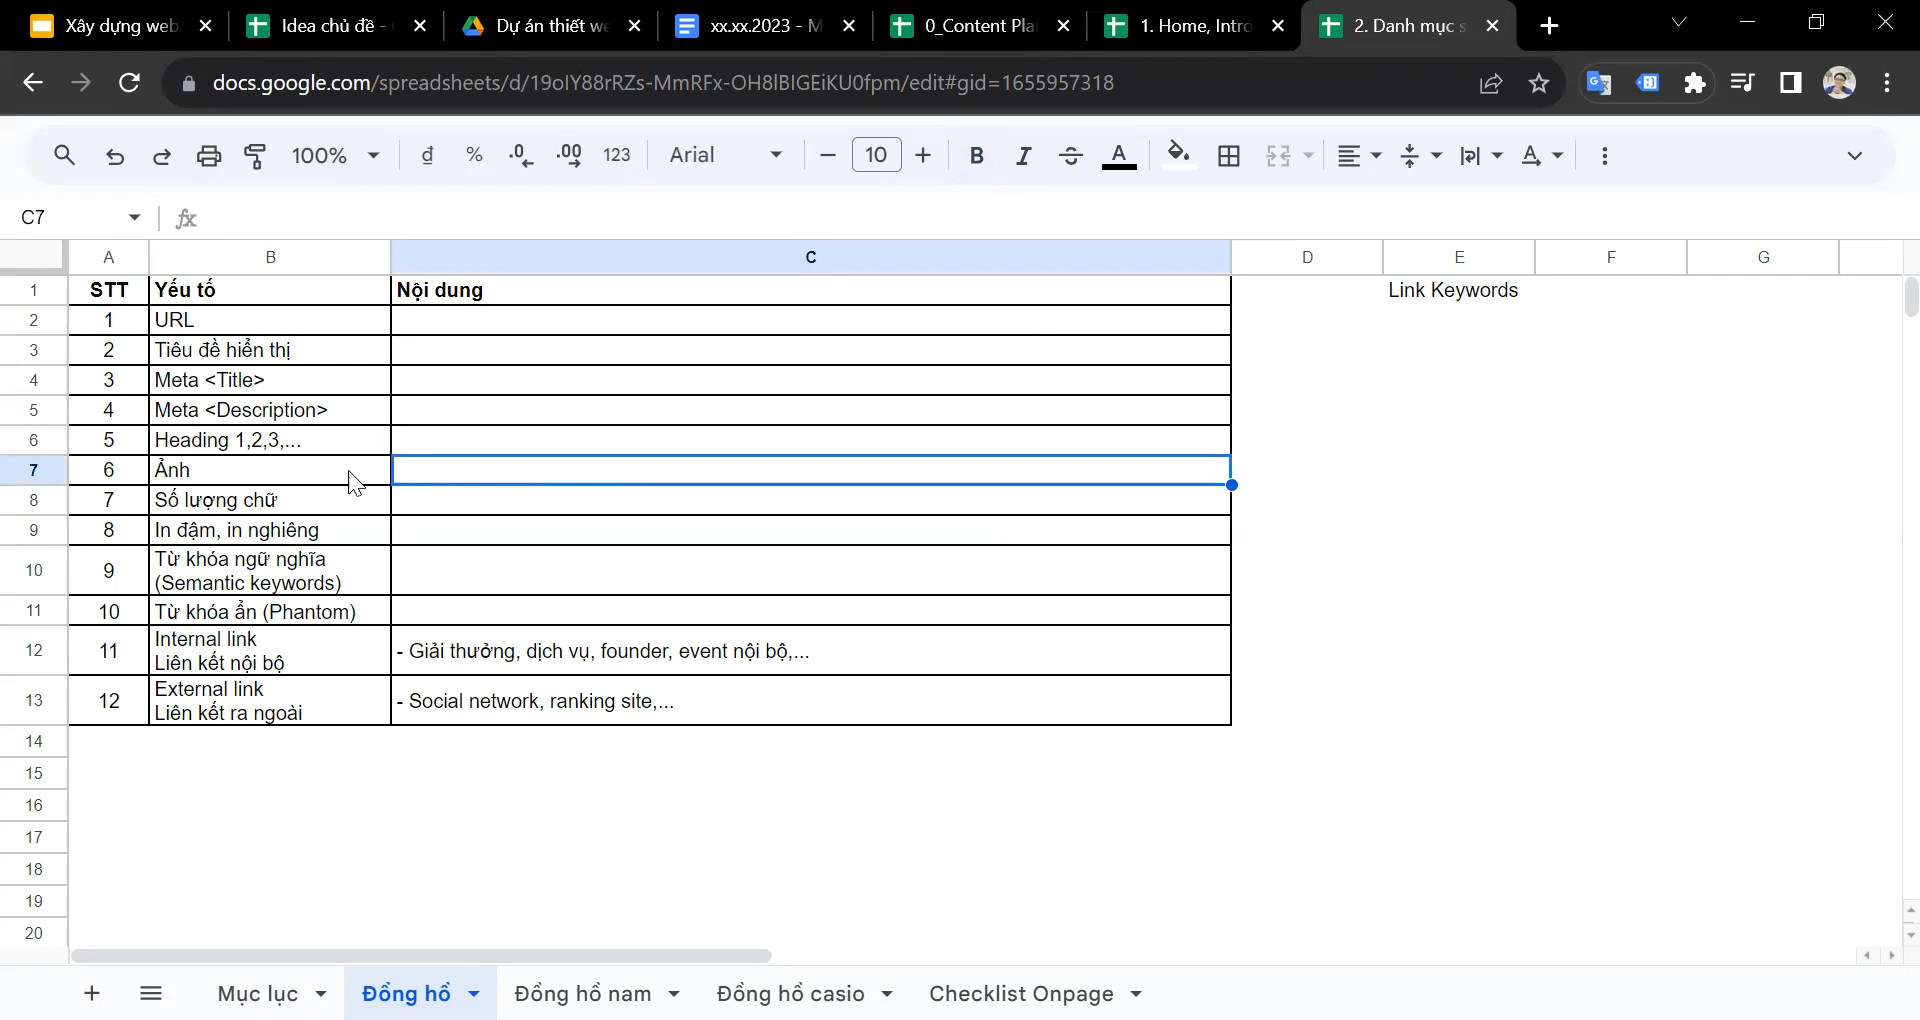 Xây dựng web
Idea chủ đề -
Dự án thiết we
xx.xx.2023 - M
0_Content Pla
1. Home, Intro
2. Danh mục s
docs.google.com/spreadsheets/d/19oIY88rRZs-MmRFx-OH8lBIGEiKU0fpm/edit#gid=1655957318
100%
đ
%
.0
.00
123
Arial
10
B
I
A
A
C7
fx
A
B
C
D
E
F
G
1
STT
Yếu tố
Nội dung
Link Keywords
2
1
URL
3
2
Tiêu đề hiển thị
4
3
Meta <Title>
5
4
Meta <Description>
6
5
Heading 1,2,3,...
7
6
Ảnh
8
7
Số lượng chữ
9
8
In đậm, in nghiêng
10
9
Từ khóa ngữ nghĩa
(Semantic keywords)
11
10
Từ khóa ẩn (Phantom)
12
11
Internal link
Liên kết nội bộ
- Giải thưởng, dịch vụ, founder, event nội bộ,...
13
12
External link
Liên kết ra ngoài
- Social network, ranking site,...
14
15
16
17
18
19
20
Mục lục
Đồng hồ
Đồng hồ nam
Đồng hồ casio
Checklist Onpage